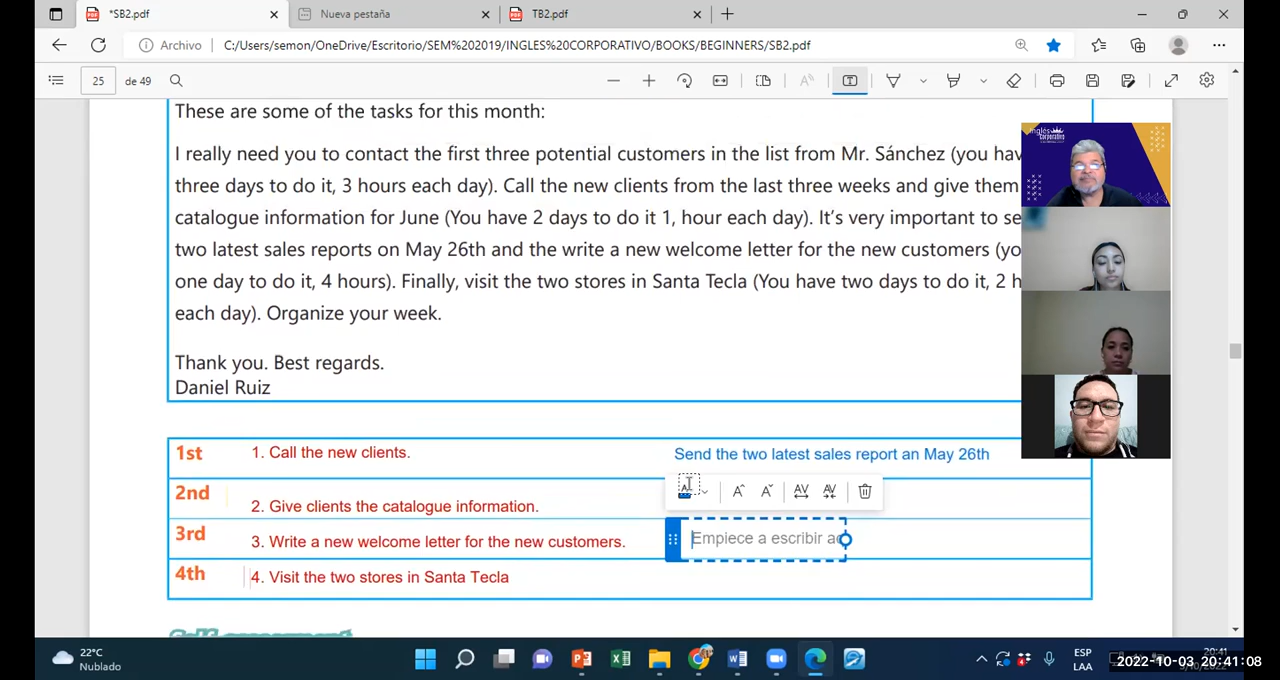 *SB2.pdf
Nueva pestaña
TB2.pdf
Archivo
C:/Users/semon/OneDrive/Escritorio/SEM%202019/INGLES%20CORPORATIVO/BOOKS/BEGINNERS/SB2.pdf
25 de 49
These are some of the tasks for this month:
I really need you to contact the first three potential customers in the list from Mr. Sánchez (you hav
three days to do it, 3 hours each day). Call the new clients from the last three weeks and give them
catalogue information for June (You have 2 days to do it 1, hour each day). It's very important to se
two latest sales reports on May 26th and the write a new welcome letter for the new customers (yo
one day to do it, 4 hours). Finally, visit the two stores in Santa Tecla (You have two days to do it, 2 h
each day). Organize your week.
Thank you. Best regards.
Daniel Ruiz
inglés
corporativo
1st 1. Call the new clients. Send the two latest sales report an May 26th
2nd 2. Give clients the catalogue information.
3rd 3. Write a new welcome letter for the new customers. Empiece a escribir ac
4th 4. Visit the two stores in Santa Tecla
Self-assessment
22°C
Nublado
ESP
LAA
20:41
2022-10-03 20:41:08